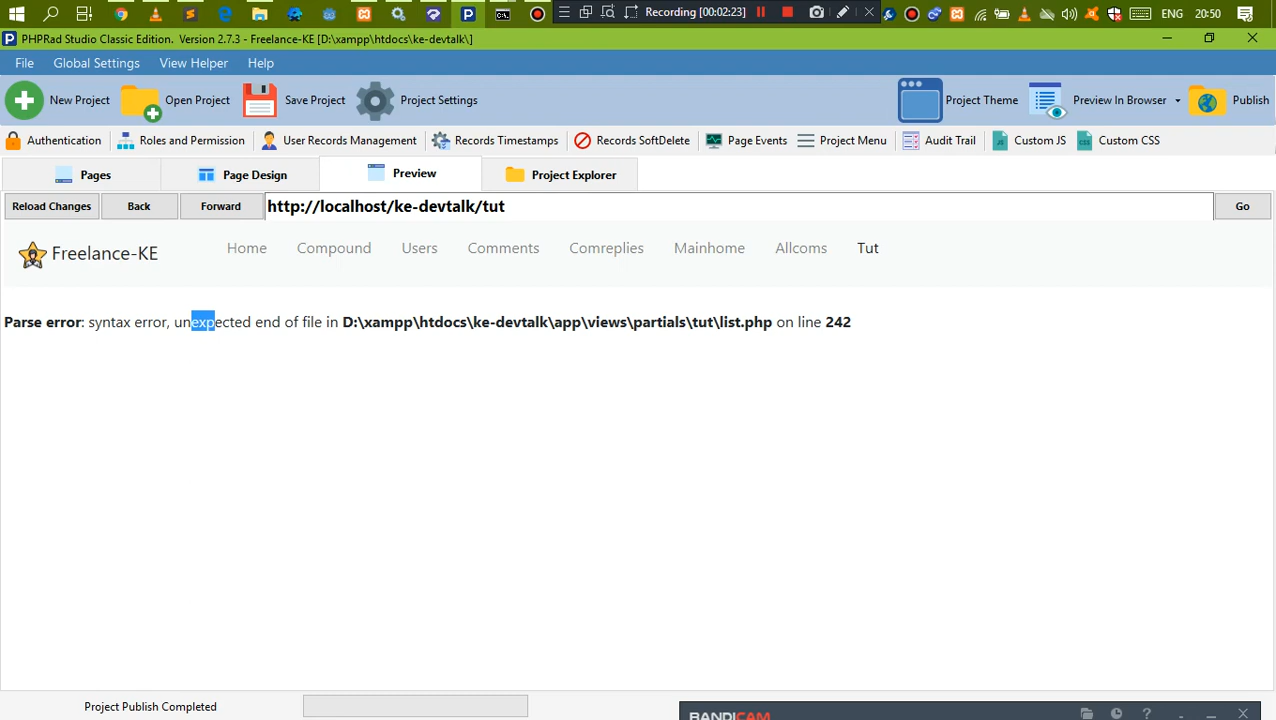 Recording [00:02:23]
ENG 20:50
PHPRad Studio Classic Edition. Version 2.7.3 - Freelance-KE [D:\xampp\htdocs\ke-devtalk\]
File Global Settings View Helper Help
New Project Open Project Save Project Project Settings Project Theme Preview In Browser Publish
Authentication Roles and Permission User Records Management Records Timestamps Records SoftDelete Page Events Project Menu Audit Trail Custom JS Custom CSS
Pages Page Design Preview Project Explorer
Reload Changes Back Forward http://localhost/ke-devtalk/tut Go
Freelance-KE Home Compound Users Comments Comreplies Mainhome Allcoms Tut
Parse error: syntax error, unexpected end of file in D:\xampp\htdocs\ke-devtalk\app\views\partials\tut\list.php on line 242
Project Publish Completed
BANDICAM